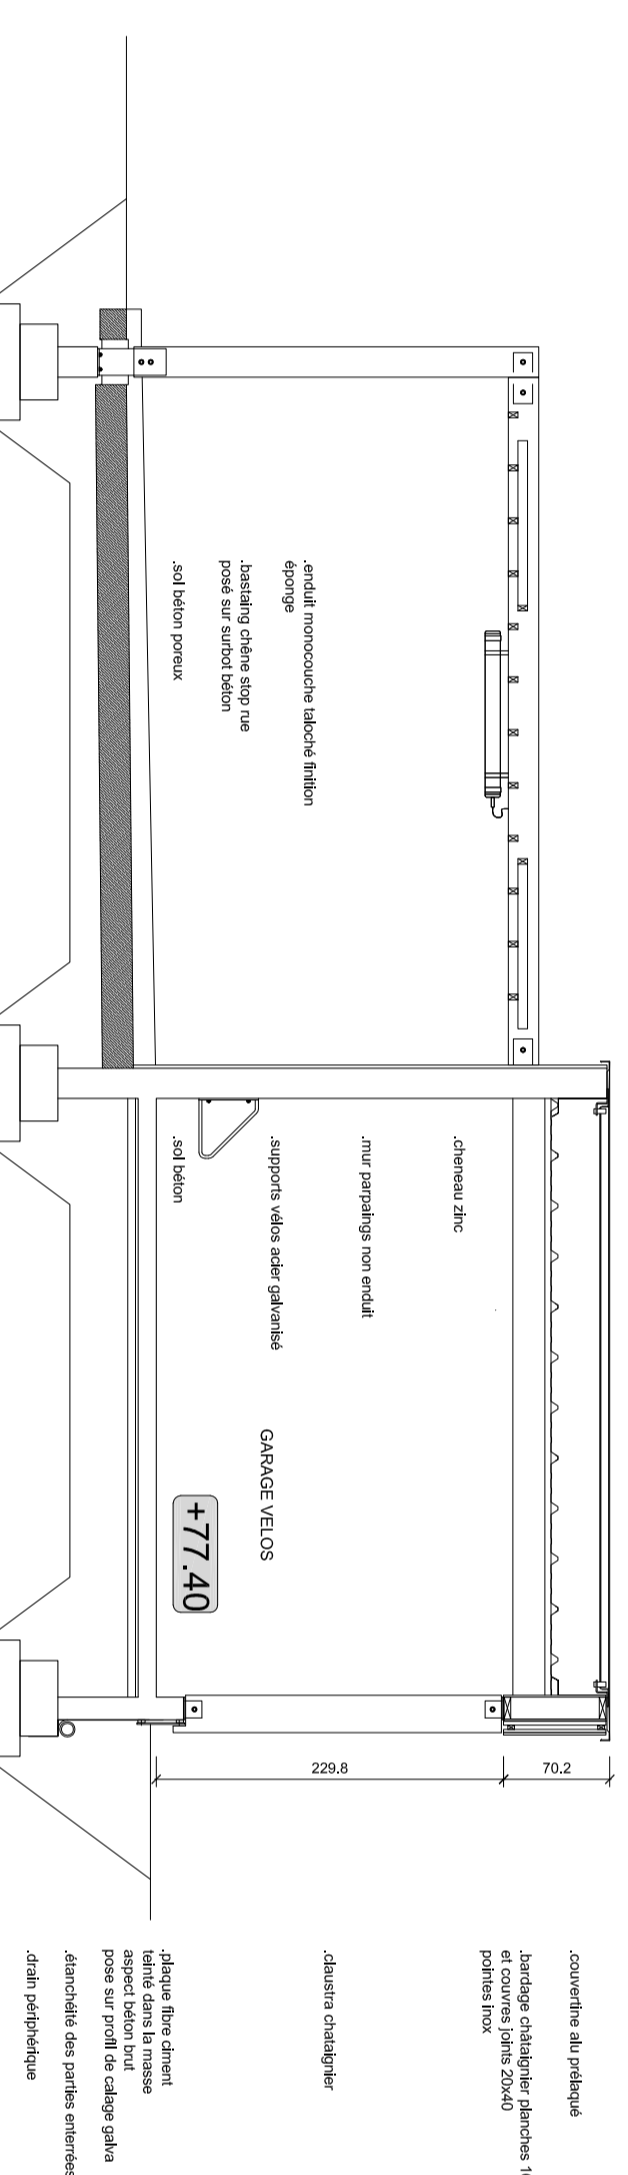 .couvertine alu prélaqué
.bardage châtaignier planches
et couvres joints 20x40
pointes inox
.claustra chataignier
.plaque fibre ciment
teinté dans la masse
aspect béton brut
pose sur profil de calage galva
.étanchéité des parties enterrées
.drain périphérique
70.2
229.8
.cheneau zinc
.mur parpaings non enduit
.supports vélos acier galvanisé
.sol béton
GARAGE VELOS
+77.40
.enduit monocouche taloché finition
éponge
.bastaing chêne stop rue
posé sur surbot béton
.sol béton poreux